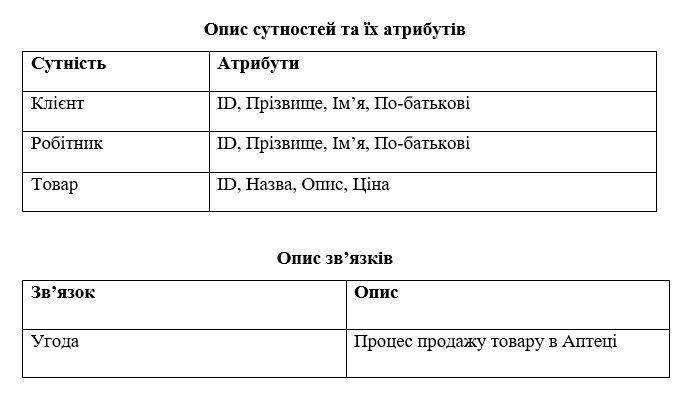 Опис сутностей та їх атрибутів
Сутність Атрибути
Клієнт ID, Прізвище, Ім’я, По-батькові
Робітник ID, Прізвище, Ім’я, По-батькові
Товар ID, Назва, Опис, Ціна
Опис зв’язків
Зв’язок Опис
Угода Процес продажу товару в Аптеці